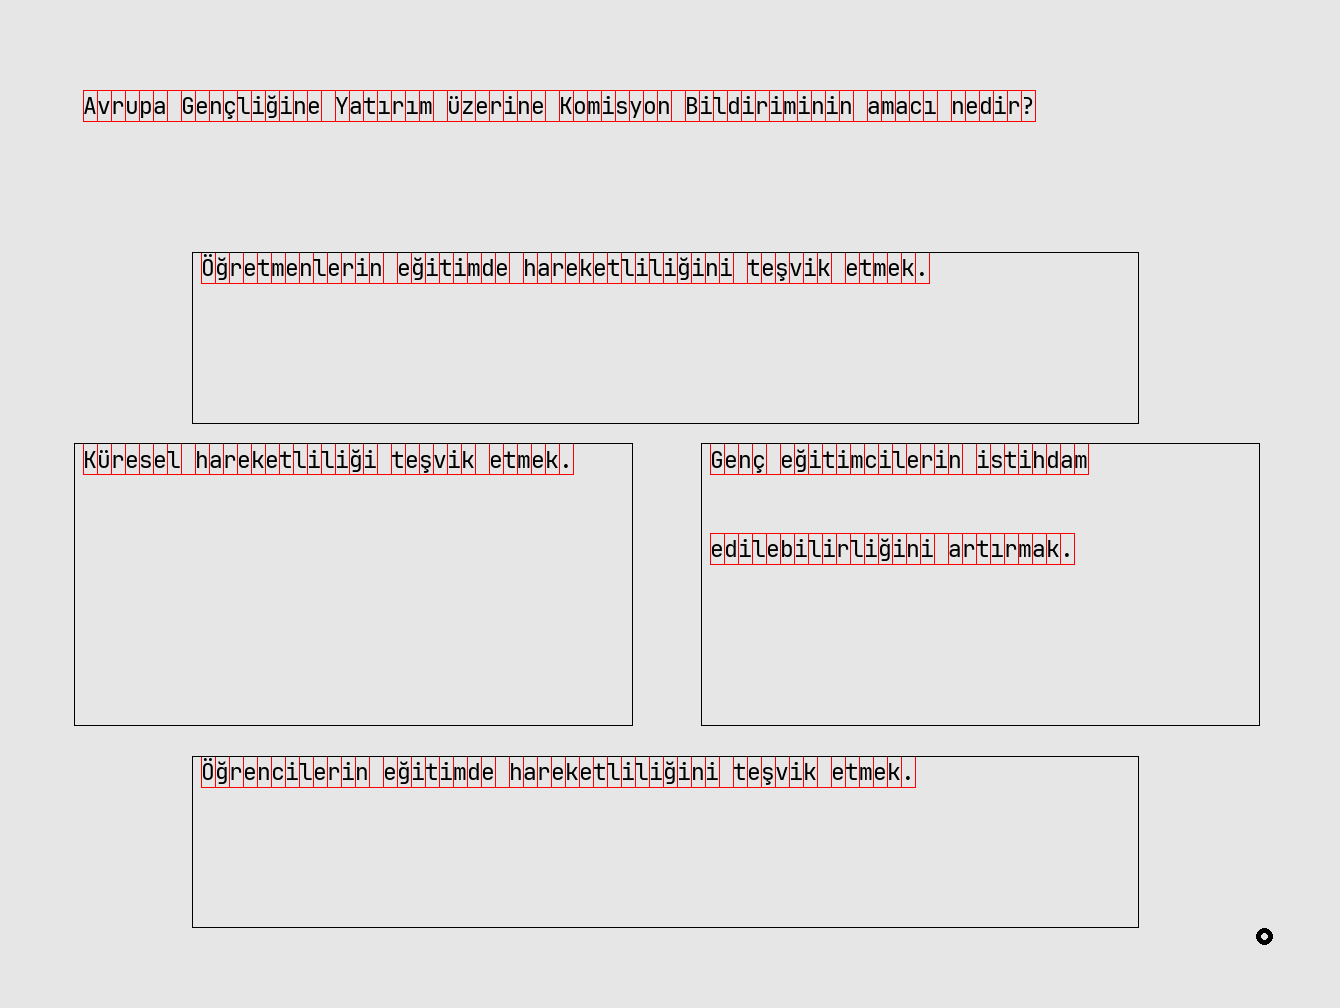 Avrupa Gençliğine Yatırım üzerine Komisyon Bildiriminin amacı nedir?
Öğretmenlerin eğitimde hareketliliğini teşvik etmek.
Küresel hareketliliği teşvik etmek.
Genç eğitimcilerin istihdam
edilebilirliğini artırmak.
Öğrencilerin eğitimde hareketliliğini teşvik etmek.